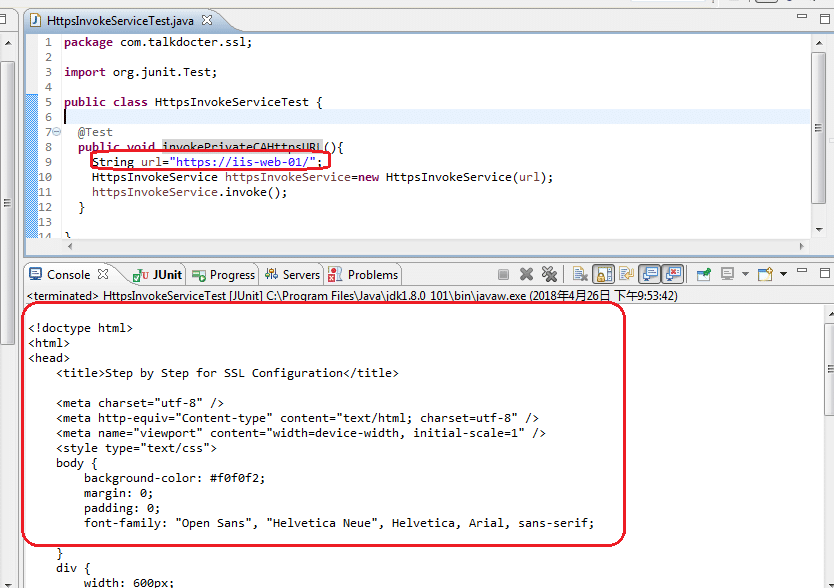 HttpsInvokeServiceTest.java
1 package com.talkdocter.ssl;
2
3 import org.junit.Test;
4
5 public class HttpsInvokeServiceTest {
6
7 @Test
8 public void invokePrivateCAHttpsURL(){
9 String url="https://iis-web-01/";
10 HttpsInvokeService httpsInvokeService=new HttpsInvokeService(url);
11 httpsInvokeService.invoke();
12 }
13
14 }
Console JUnit Progress Servers Problems
<terminated> HttpsInvokeServiceTest [JUnit] C:\Program Files\Java\jdk1.8.0_101\bin\javaw.exe (2018年4月26日 下午9:53:42)
<!doctype html>
<html>
<head>
<title>Step by Step for SSL Configuration</title>
<meta charset="utf-8" />
<meta http-equiv="Content-type" content="text/html; charset=utf-8" />
<meta name="viewport" content="width=device-width, initial-scale=1" />
<style type="text/css">
body {
background-color: #f0f0f2;
margin: 0;
padding: 0;
font-family: "Open Sans", "Helvetica Neue", Helvetica, Arial, sans-serif;
}
div {
width: 600px;